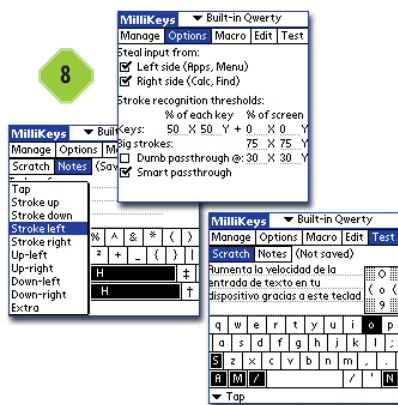 MilliKeys ▼ Built-in Qwerty
Manage Options Macro Edit Test
Steal input from:
Left side (Apps, Menu)
Right side (Calc, Find)
Stroke recognition thresholds:
% of each key % of screen
Keys: 50 X 50 Y + 0 X 0 Y
Big strokes: 75 X 75 Y
Dumb passthrough @: 30 X 30 Y
Smart passthrough
8
MilliKeys ▼ Bu
Manage Options M
Scratch Notes (Sav
Tap
Stroke up
Stroke down
Stroke left
Stroke right
Up-left
Up-right
Down-left
Down-right
Extra
% ^ & * ( )
² + _ { } |
H ‡
H †
MilliKeys ▼ Built-in Qwerty
Manage Options Macro Edit Test
Scratch Notes (Not saved)
Aumenta la velocidad de la
entrada de texto en tu
dispositivo gracias a este teclad
O
( o (
9
q w e r t y u i o p
a s d f g h j k l ;
S z x c v b n m , .
A M / / ' N
▼ Tap